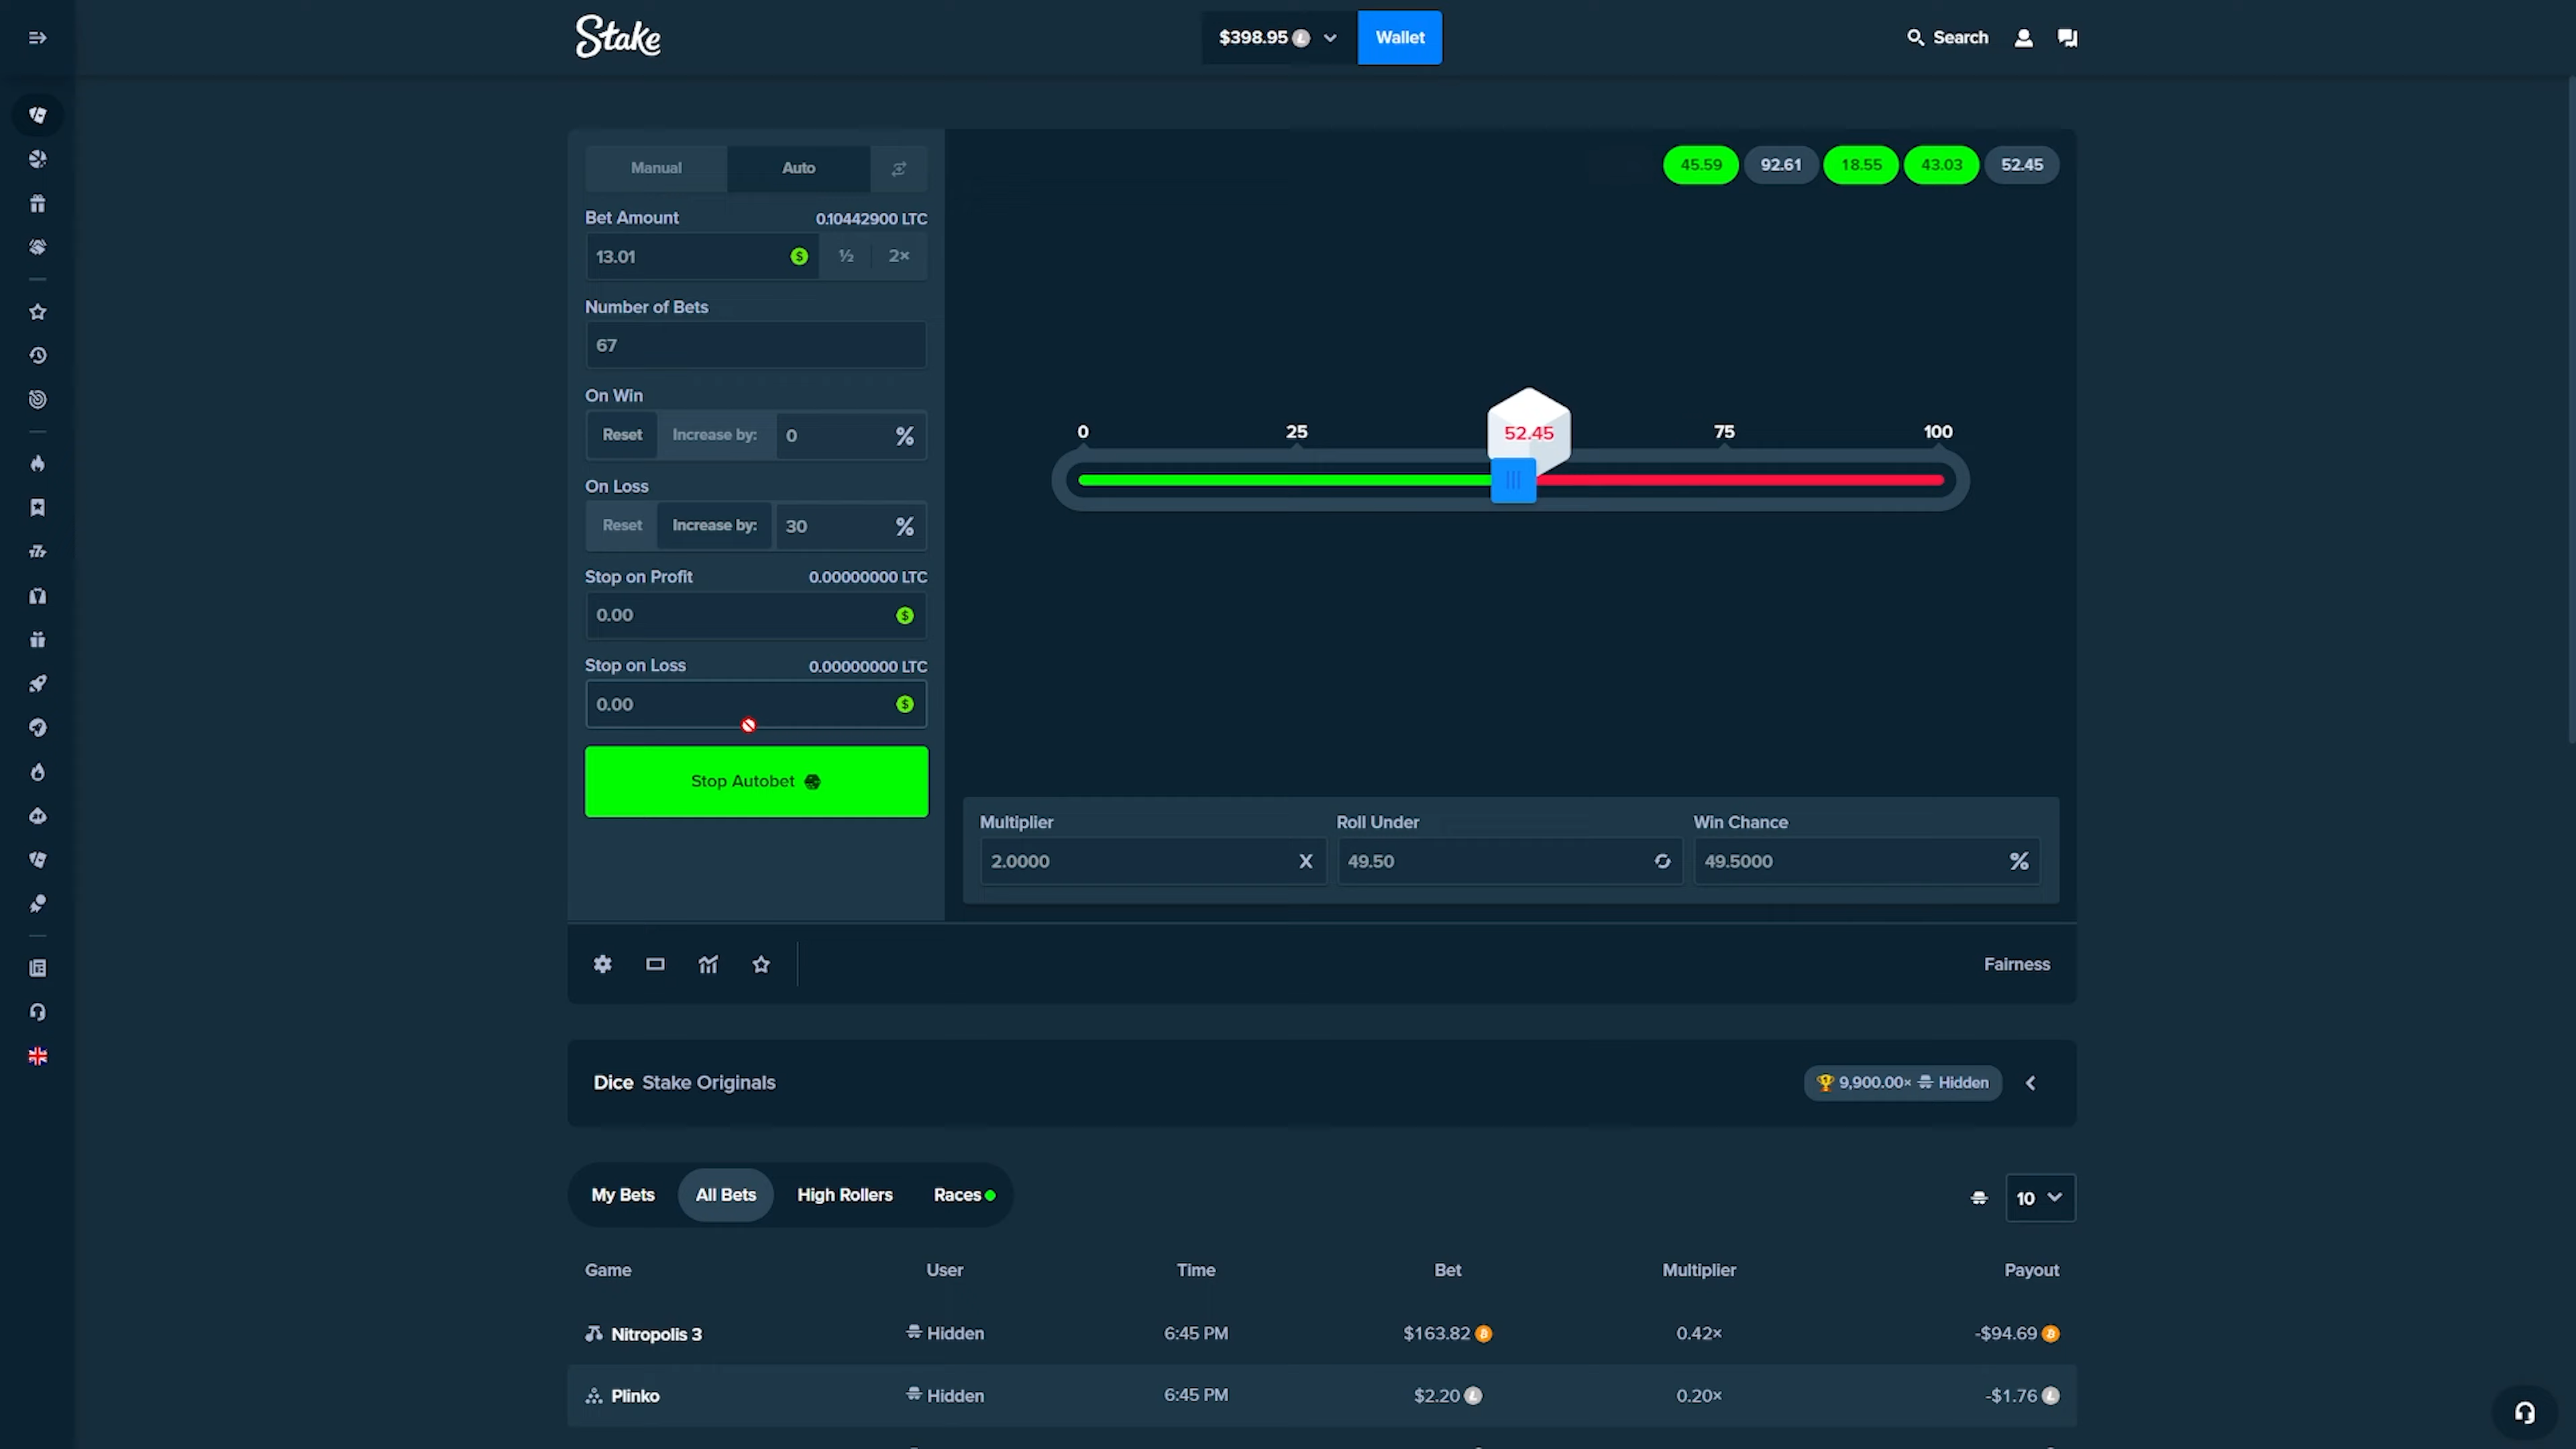 Stake
$398.95
Wallet
Search
Manual
Auto
45.59
92.61
18.55
43.03
52.45
Bet Amount
0.10442900 LTC
13.01
½
2×
Number of Bets
67
On Win
Reset
Increase by:
0
%
On Loss
Reset
Increase by:
30
%
Stop on Profit
0.00000000 LTC
0.00
Stop on Loss
0.00000000 LTC
0.00
Stop Autobet
0
25
52.45
75
100
Multiplier
Roll Under
Win Chance
2.0000
X
49.50
49.5000
%
Fairness
Dice Stake Originals
9,900.00× Hidden
My Bets
All Bets
High Rollers
Races
10
Game
User
Time
Bet
Multiplier
Payout
Nitropolis 3
Hidden
6:45 PM
$163.82
0.42×
-$94.69
Plinko
Hidden
6:45 PM
$2.20
0.20×
-$1.76